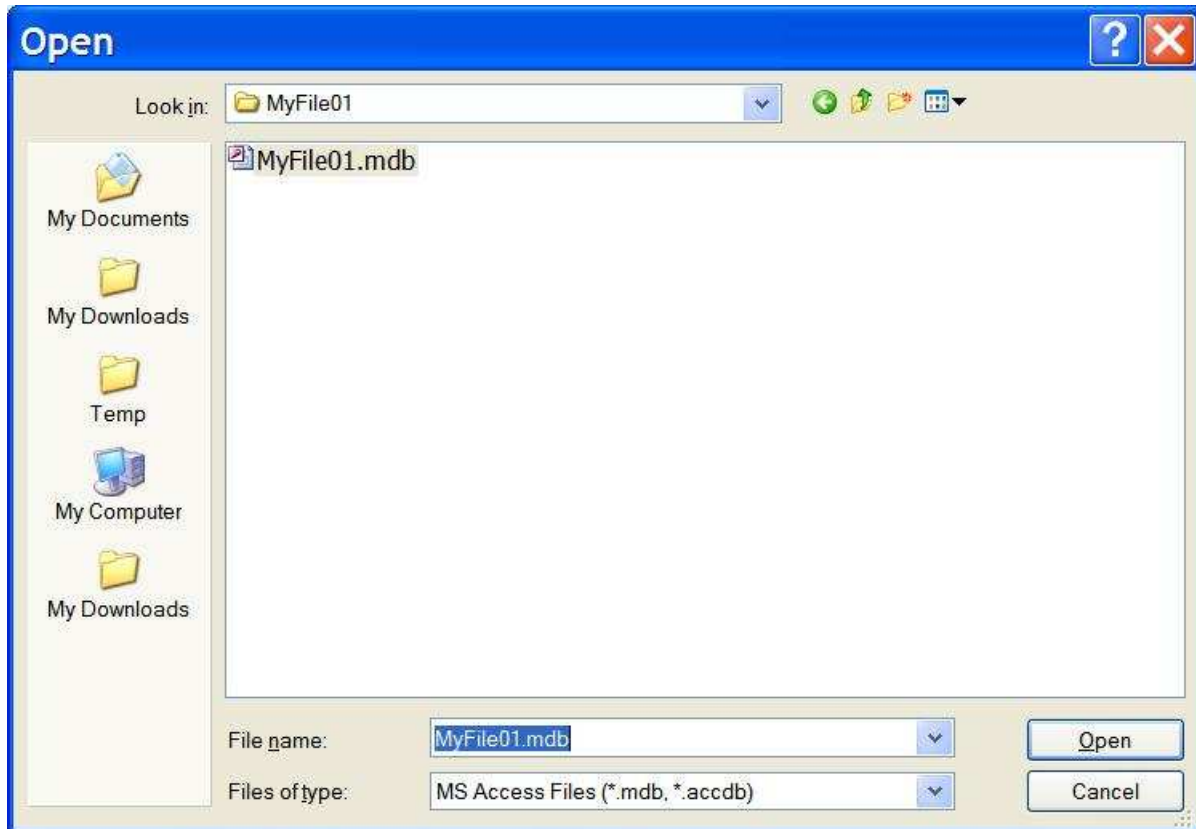 Open
Look in:
MyFile01
MyFile01.mdb
My Documents
My Downloads
Temp
My Computer
My Downloads
File name:
MyFile01.mdb
Open
Files of type:
MS Access Files (*.mdb, *.accdb)
Cancel